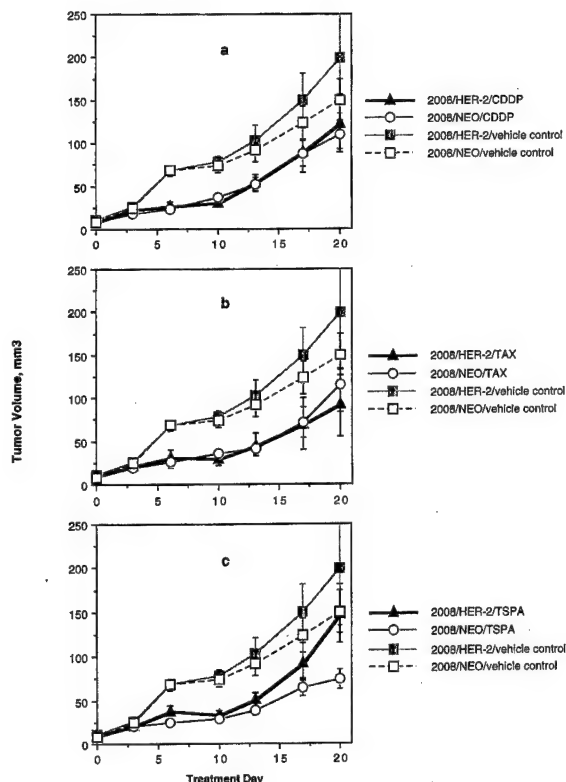 Tumor Volume, mm3
a
250
200
150
100
50
0
0 5 10 15 20
2008/HER-2/CDDP
2008/NEO/CDDP
2008/HER-2/vehicle control
2008/NEO/vehicle control
b
250
200
150
100
50
0
0 5 10 15 20
2008/HER-2/TAX
2008/NEO/TAX
2008/HER-2/vehicle control
2008/NEO/vehicle control
c
250
200
150
100
50
0
0 5 10 15 20
2008/HER-2/TSPA
2008/NEO/TSPA
2008/HER-2/vehicle control
2008/NEO/vehicle control
Treatment Day